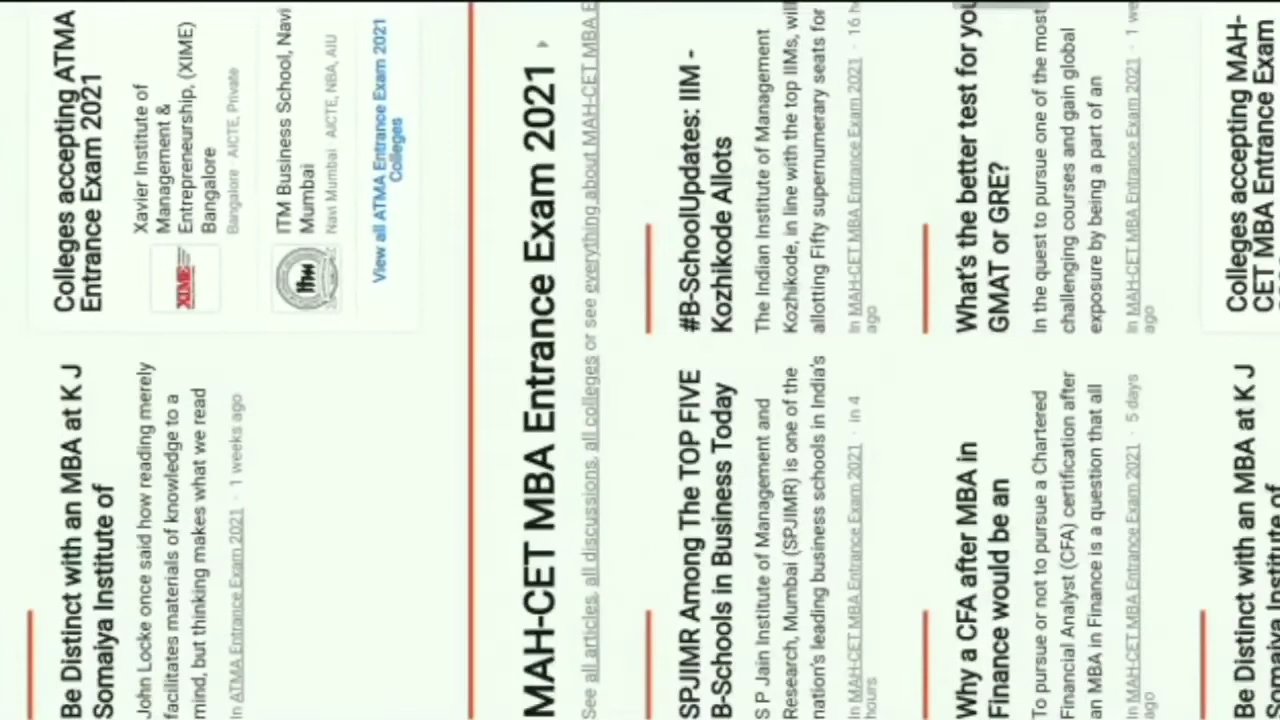 Be Distinct with an MBA at K J
Somaiya Institute of
John Locke once said how reading merely
facilitates materials of knowledge to a
mind, but thinking makes what we read
In ATMA Entrance Exam 2021 · 1 weeks ago
Colleges accepting ATMA
Entrance Exam 2021
XIME
Xavier Institute of
Management &
Entrepreneurship, (XIME)
Bangalore
Bangalore AICTE, Private
ITM Business School, Navi
Mumbai
Navi Mumbai AICTE, NBA, AIU
View all ATMA Entrance Exam 2021
Colleges
MAH-CET MBA Entrance Exam 2021
See all articles, all discussions, all colleges or see everything about MAH-CET MBA E
SPJIMR Among The TOP FIVE
B-Schools in Business Today
S P Jain Institute of Management and
Research, Mumbai (SPJIMR) is one of the
nation's leading business schools in India's
In MAH-CET MBA Entrance Exam 2021 · in 4
hours
#B-SchoolUpdates: IIM -
Kozhikode Allots
The Indian Institute of Management
Kozhikode, in line with the top IIMs, will
allotting Fifty supernumerary seats for
In MAH-CET MBA Entrance Exam 2021 · 16 h
ago
Why a CFA after MBA in
Finance would be an
To pursue or not to pursue a Chartered
Financial Analyst (CFA) certification after
an MBA in Finance is a question that all
In MAH-CET MBA Entrance Exam 2021 · 5 days
ago
What's the better test for you
GMAT or GRE?
In the quest to pursue one of the most
challenging courses and gain global
exposure by being a part of an
In MAH-CET MBA Entrance Exam 2021 · 1 we
ago
Be Distinct with an MBA at K J
Somaiya Institute of
Colleges accepting MAH-
CET MBA Entrance Exam